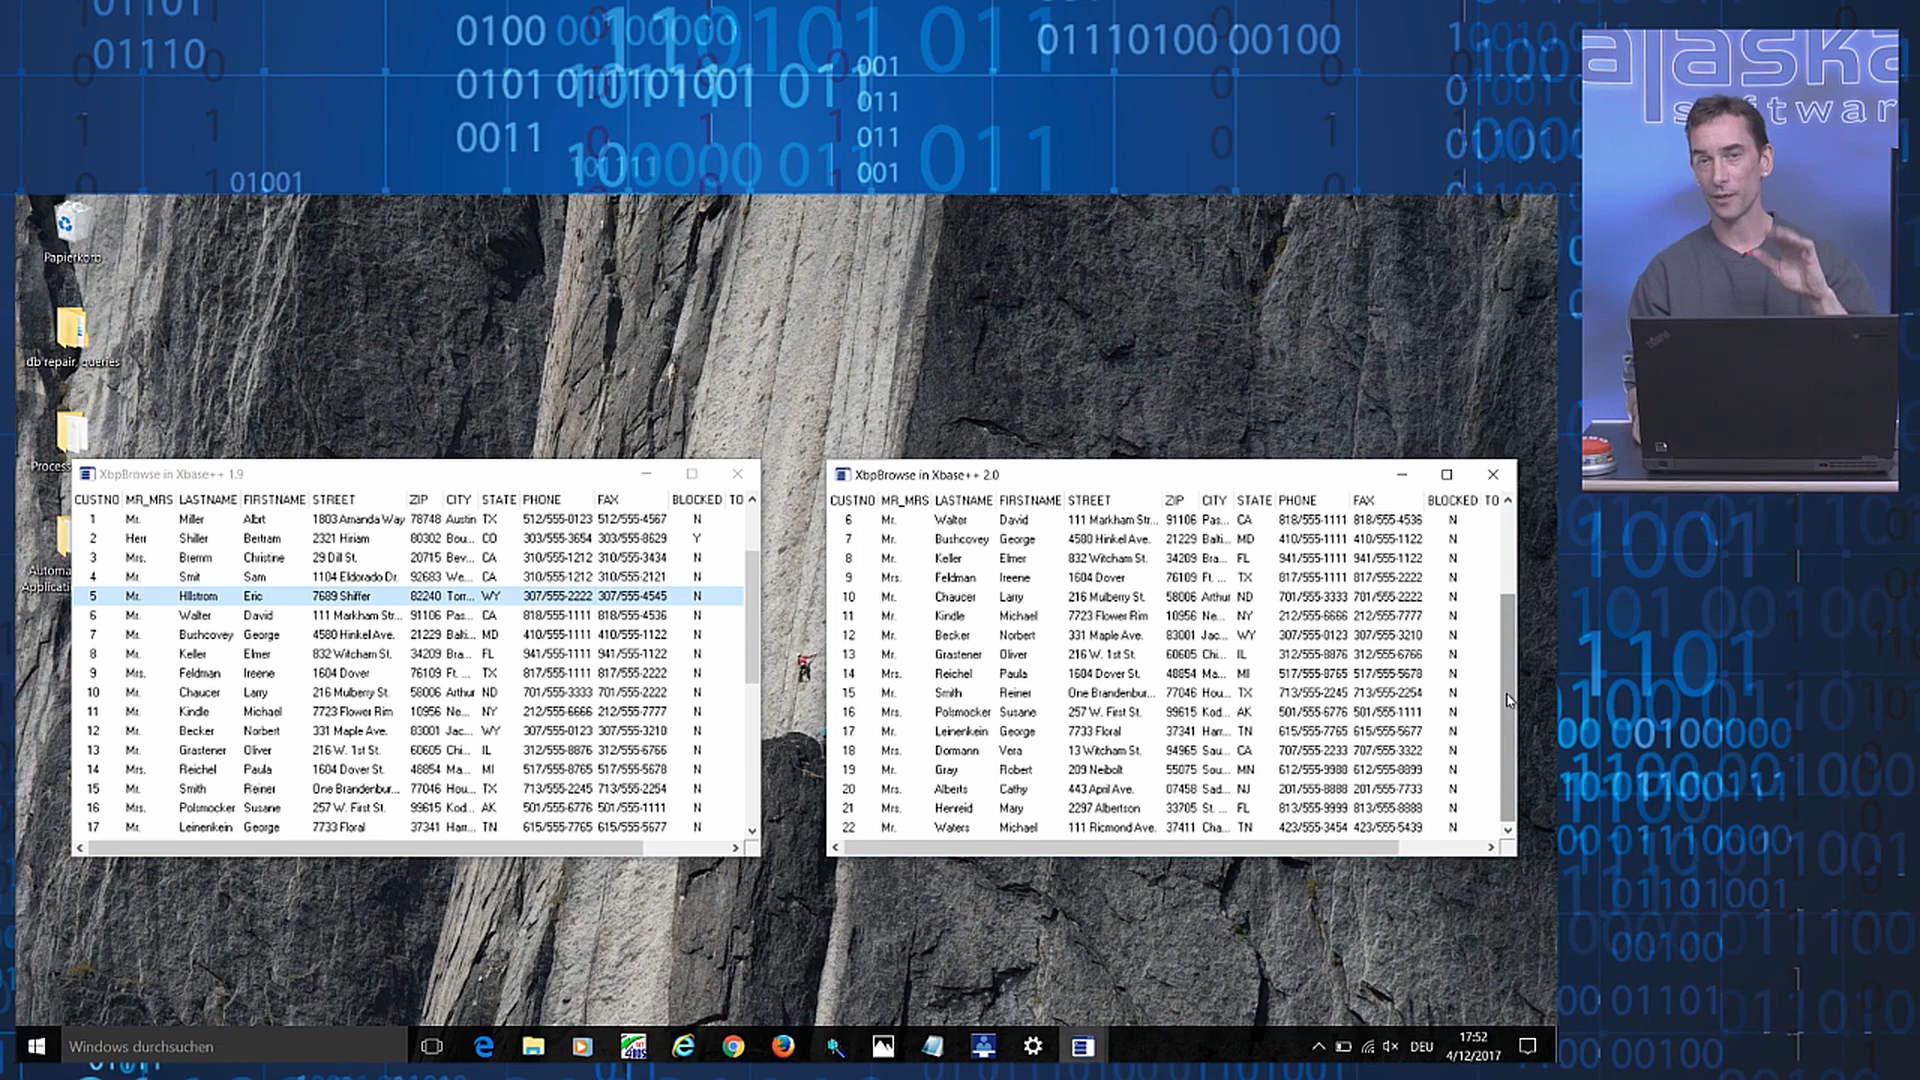 0100 00100000
01110100 00100
01110
0101 01110100
001
011
0011
011
001
01001
alaska
software
Papierkorb
db repair_queries
Process
Automa
Applicati
XbpBrowse in Xbase++ 1.9
CUSTNO MR_MRS LASTNAME FIRSTNAME STREET ZIP CITY STATE PHONE FAX BLOCKED TO
1 Mr. Miller Albrt 1803 Amanda Way 78748 Austin TX 512/555-0123 512/555-4567 N
2 Herr Shiller Bertram 2321 Hiriam 80302 Bou... CO 303/555-3654 303/555-8629 Y
3 Mrs. Bremm Christine 29 Dill St. 20715 Bev... CA 310/555-1212 310/555-3434 N
4 Mr. Smit Sam 1104 Eldorado Dr. 92683 We... CA 310/555-1212 310/555-2121 N
5 Mr. Hllstrom Eric 7689 Shiffer 82240 Torr... WY 307/555-2222 307/555-4545 N
6 Mr. Walter David 111 Markham Str... 91106 Pas... CA 818/555-1111 818/555-4536 N
7 Mr. Bushcovey George 4580 Hinkel Ave. 21229 Balti... MD 410/555-1111 410/555-1122 N
8 Mr. Keller Elmer 832 Witcham St. 34209 Bra... FL 941/555-1111 941/555-1122 N
9 Mrs. Feldman Ireene 1604 Dover 76109 Ft. ... TX 817/555-1111 817/555-2222 N
10 Mr. Chaucer Larry 216 Mulberry St. 58006 Arthur ND 701/555-3333 701/555-2222 N
11 Mr. Kindle Michael 7723 Flower Rim 10956 Ne... NY 212/555-6666 212/555-7777 N
12 Mr. Becker Norbert 331 Maple Ave. 83001 Jac... WY 307/555-0123 307/555-3210 N
13 Mr. Grastener Oliver 216 W. 1st St. 60605 Chi... IL 312/555-8876 312/555-6766 N
14 Mrs. Reichel Paula 1604 Dover St. 48854 Ma... MI 517/555-8765 517/555-5678 N
15 Mr. Smith Reiner One Brandenbur... 77046 Hou... TX 713/555-2245 713/555-2254 N
16 Mrs. Polsmocker Susane 257 W. First St. 99615 Kod... AK 501/555-6776 501/555-1111 N
17 Mr. Leinenkein George 7733 Floral 37341 Harr... TN 615/555-7765 615/555-5677 N
XbpBrowse in Xbase++ 2.0
CUSTNO MR_MRS LASTNAME FIRSTNAME STREET ZIP CITY STATE PHONE FAX BLOCKED TO
6 Mr. Walter David 111 Markham Str... 91106 Pas... CA 818/555-1111 818/555-4536 N
7 Mr. Bushcovey George 4580 Hinkel Ave. 21229 Balti... MD 410/555-1111 410/555-1122 N
8 Mr. Keller Elmer 832 Witcham St. 34209 Bra... FL 941/555-1111 941/555-1122 N
9 Mrs. Feldman Ireene 1604 Dover 76109 Ft. ... TX 817/555-1111 817/555-2222 N
10 Mr. Chaucer Larry 216 Mulberry St. 58006 Arthur ND 701/555-3333 701/555-2222 N
11 Mr. Kindle Michael 7723 Flower Rim 10956 Ne... NY 212/555-6666 212/555-7777 N
12 Mr. Becker Norbert 331 Maple Ave. 83001 Jac... WY 307/555-0123 307/555-3210 N
13 Mr. Grastener Oliver 216 W. 1st St. 60605 Chi... IL 312/555-8876 312/555-6766 N
14 Mrs. Reichel Paula 1604 Dover St. 48854 Ma... MI 517/555-8765 517/555-5678 N
15 Mr. Smith Reiner One Brandenbur... 77046 Hou... TX 713/555-2245 713/555-2254 N
16 Mrs. Polsmocker Susane 257 W. First St. 99615 Kod... AK 501/555-6776 501/555-1111 N
17 Mr. Leinenkein George 7733 Floral 37341 Harr... TN 615/555-7765 615/555-5677 N
18 Mrs. Dormann Vera 13 Witcham St. 94965 Sau... CA 707/555-2233 707/555-3322 N
19 Mr. Gray Robert 209 Neibolt 55075 Sou... MN 612/555-9988 612/555-8899 N
20 Mrs. Alberts Cathy 443 April Ave. 07458 Sad... NJ 201/555-8888 201/555-7733 N
21 Mrs. Henreid Mary 2297 Albertson 33705 St. ... FL 813/555-9999 813/555-8888 N
22 Mr. Waters Michael 111 Ricmond Ave. 37411 Cha... TN 423/555-3454 423/555-5439 N
1001
1101
00 00100000
01110100
011 01110000
01101001
00100
00 01101
00 00100
Windows durchsuchen
DEU
17:52
4/12/2017